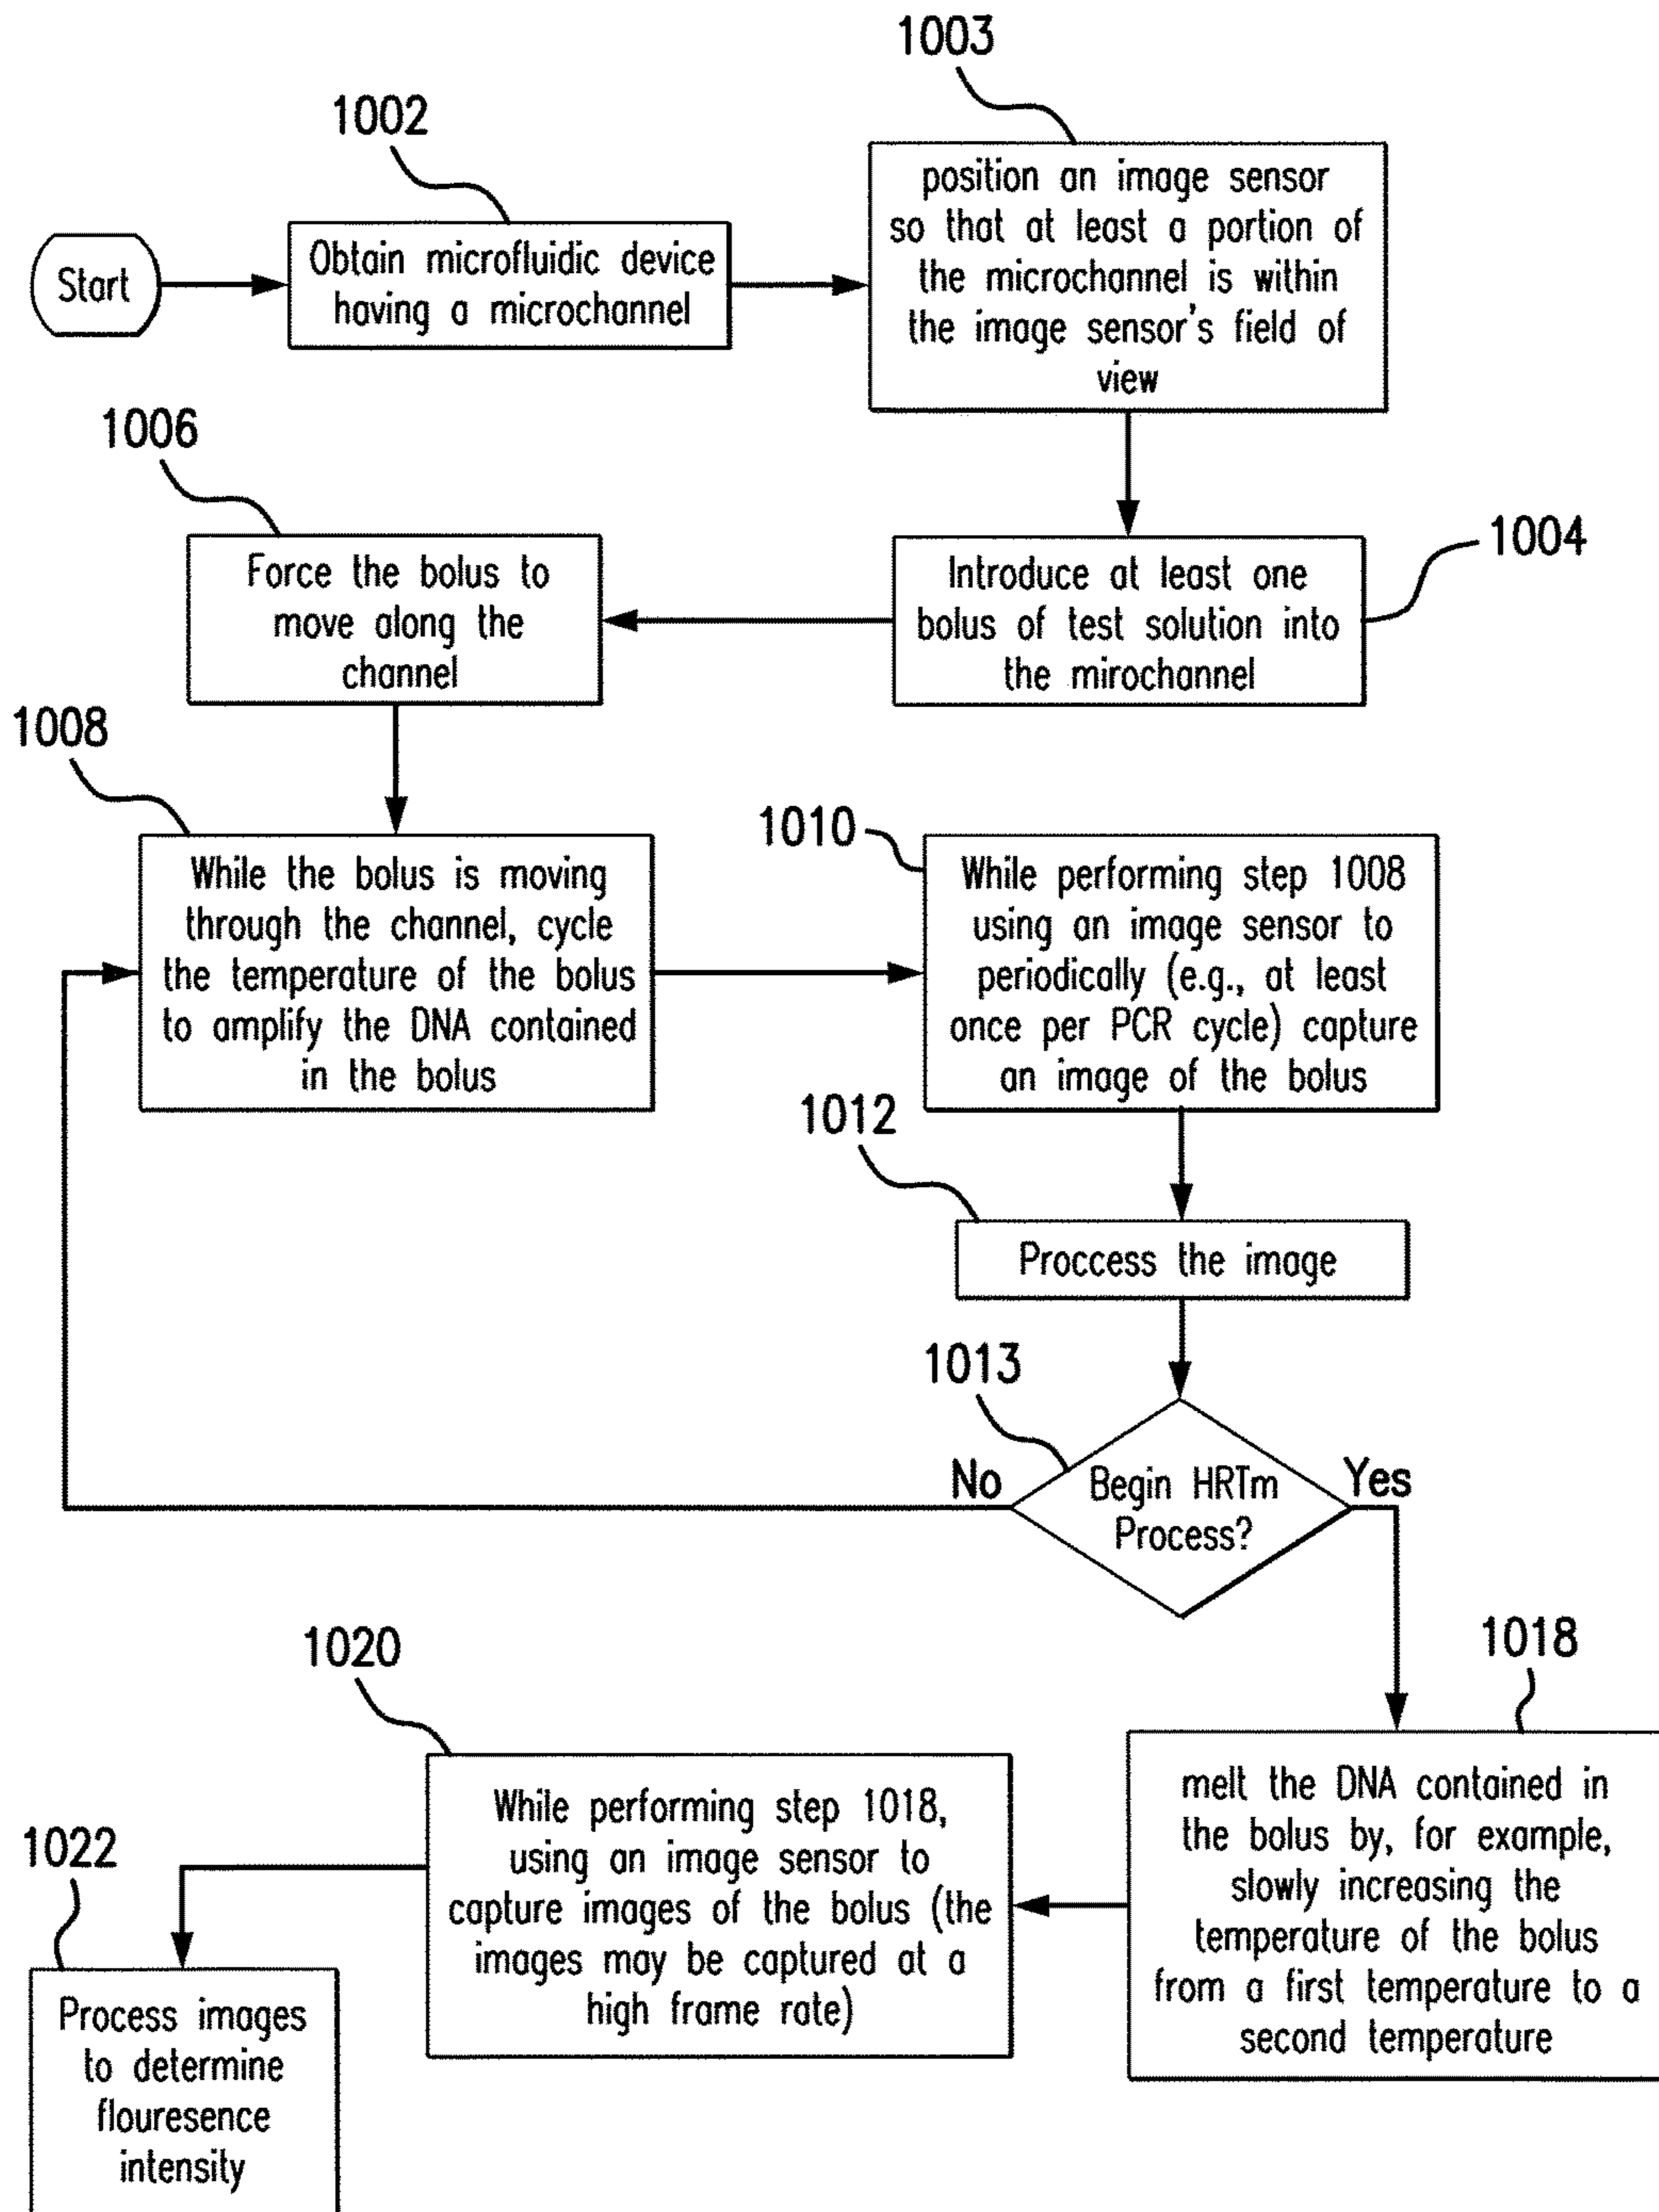 1003
1002
Start
Obtain microfluidic device
having a microchannel
position an image sensor
so that at least a portion of
the microchannel is within
the image sensor's field of
view
1006
Force the bolus to
move along the
channel
1004
Introduce at least one
bolus of test solution into
the mirochannel
1008
While the bolus is moving
through the channel, cycle
the temperature of the bolus
to amplify the DNA contained
in the bolus
1010
While performing step 1008
using an image sensor to
periodically (e.g., at least
once per PCR cycle) capture
an image of the bolus
1012
Proccess the image
1013
No
Begin HRTm
Process?
Yes
1018
melt the DNA contained in
the bolus by, for example,
slowly increasing the
temperature of the bolus
from a first temperature to a
second temperature
1020
While performing step 1018,
using an image sensor to
capture images of the bolus (the
images may be captured at a
high frame rate)
1022
Process images
to determine
flouresence
intensity